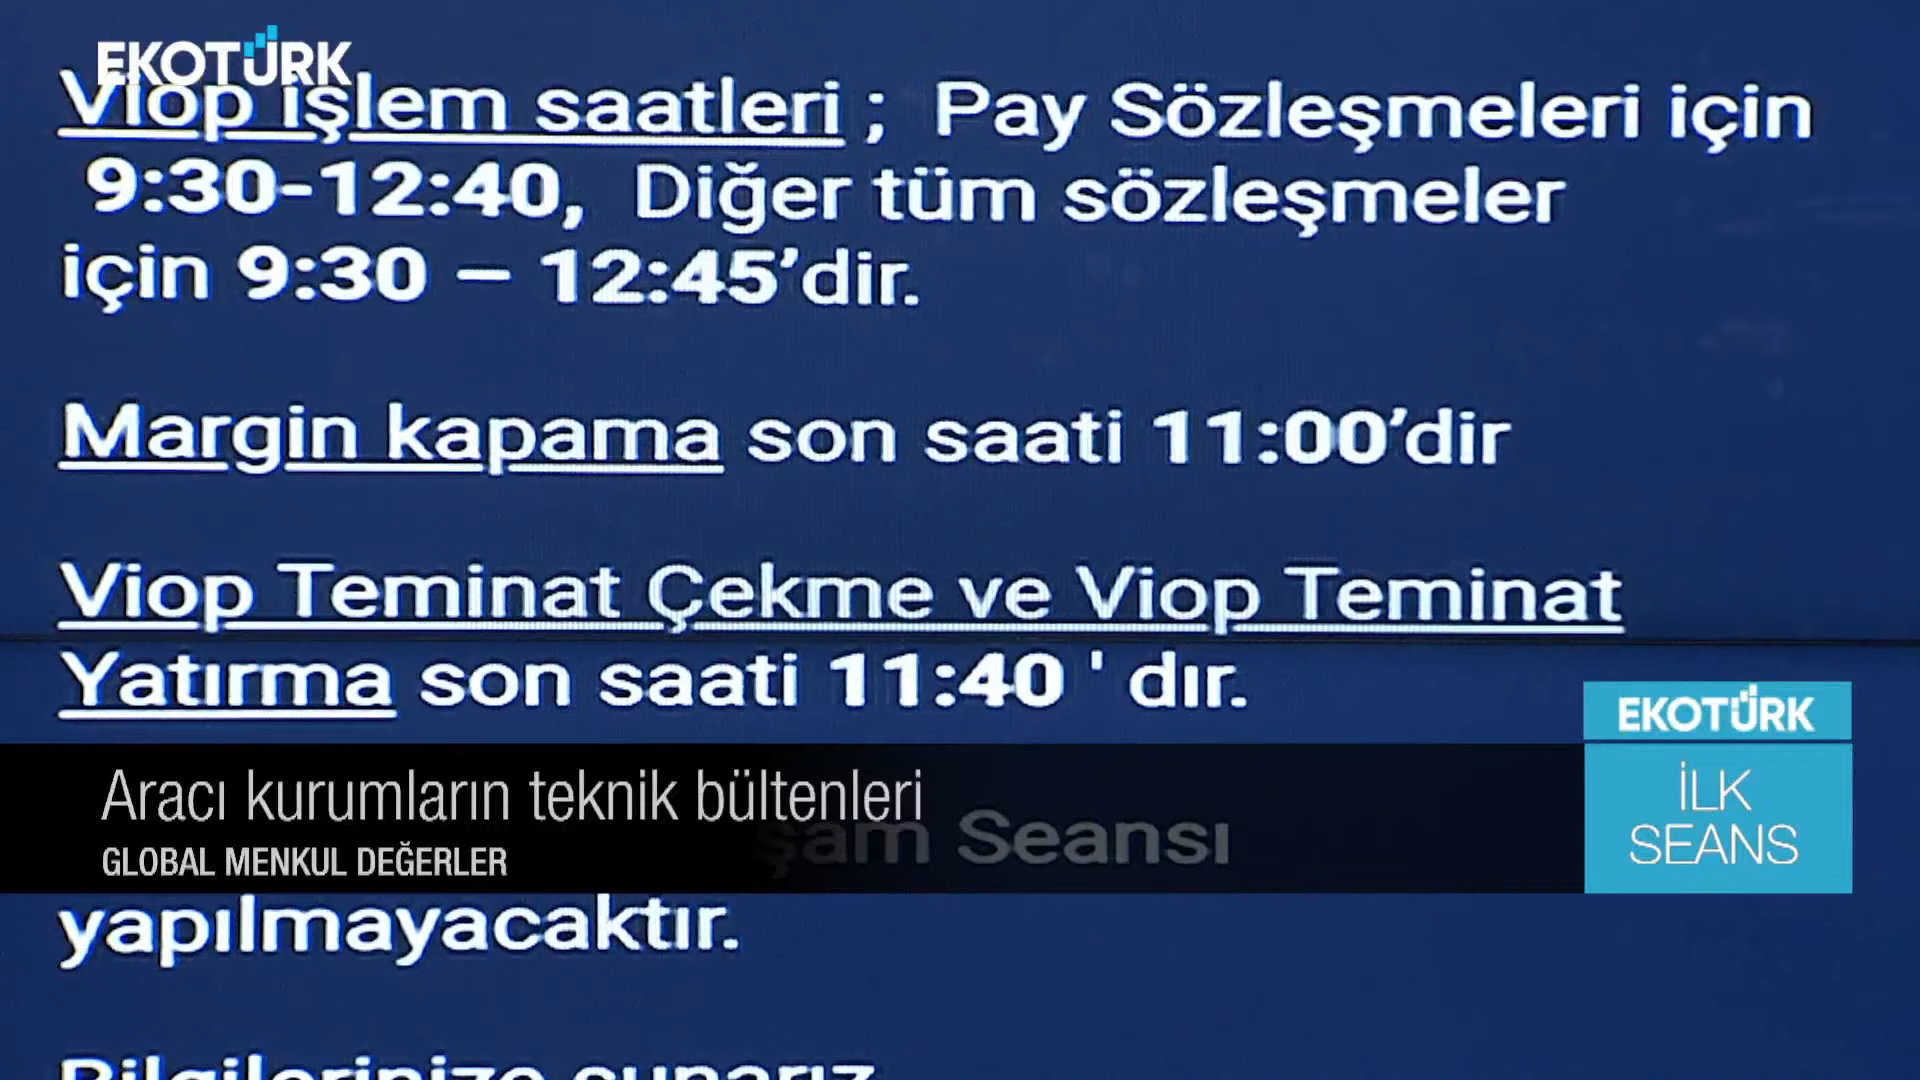 EKOTÜRK
Viop işlem saatleri ; Pay Sözleşmeleri için
9:30-12:40, Diğer tüm sözleşmeler
için 9:30 – 12:45’dir.
Margin kapama son saati 11:00’dir
Viop Teminat Çekme ve Viop Teminat
Yatırma son saati 11:40 ' dır.
EKOTÜRK
İLK
SEANS
Aracı kurumların teknik bültenleri
GLOBAL MENKUL DEĞERLER
Seansı
yapılmayacaktır.
Bilgilerinize sunarız